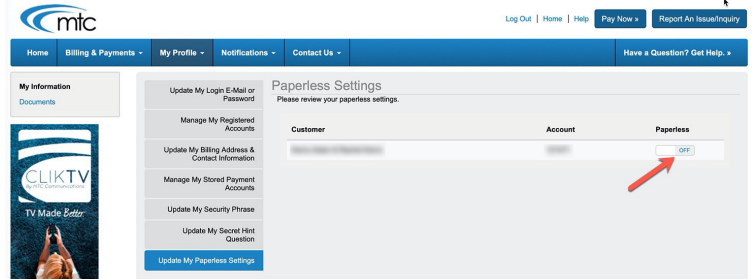 mtc
Log Out | Home | Help Pay Now » Report An Issue/Inquiry
Home Billing & Payments My Profile Notifications Contact Us Have a Question? Get Help. »
My Information
Documents
CLIKTV
By MTC Communications
TV Made Better.
Update My Login E-Mail or
Password
Manage My Registered
Accounts
Update My Billing Address &
Contact Information
Manage My Stored Payment
Accounts
Update My Security Phrase
Update My Secret Hint
Question
Update My Paperless Settings
Paperless Settings
Please review your paperless settings.
Customer Account Paperless
OFF